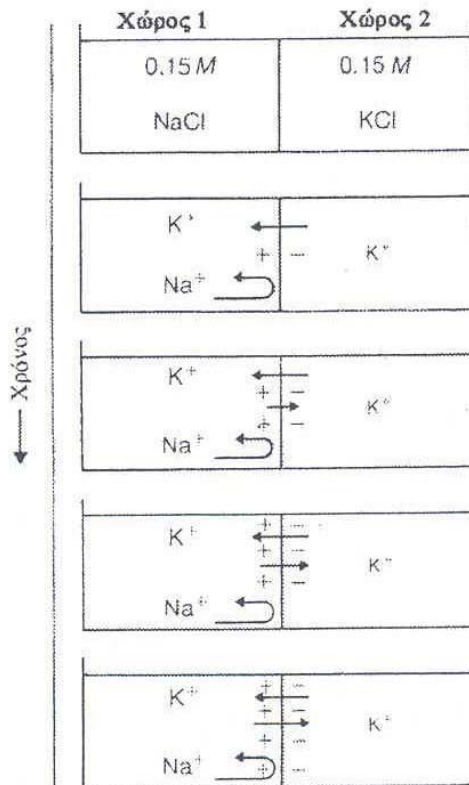 Χώρος 1 Χώρος 2
0.15 M 0.15 M
NaCl KCl
K⁺
+ − K⁺
Na⁺
K⁺
+ −
K⁺
+ −
Na⁺
K⁺
+ −
+ − K⁺
+ −
Na⁺
K⁺
+ −
+ − K⁺
+ −
+ −
Na⁺
Χρόνος